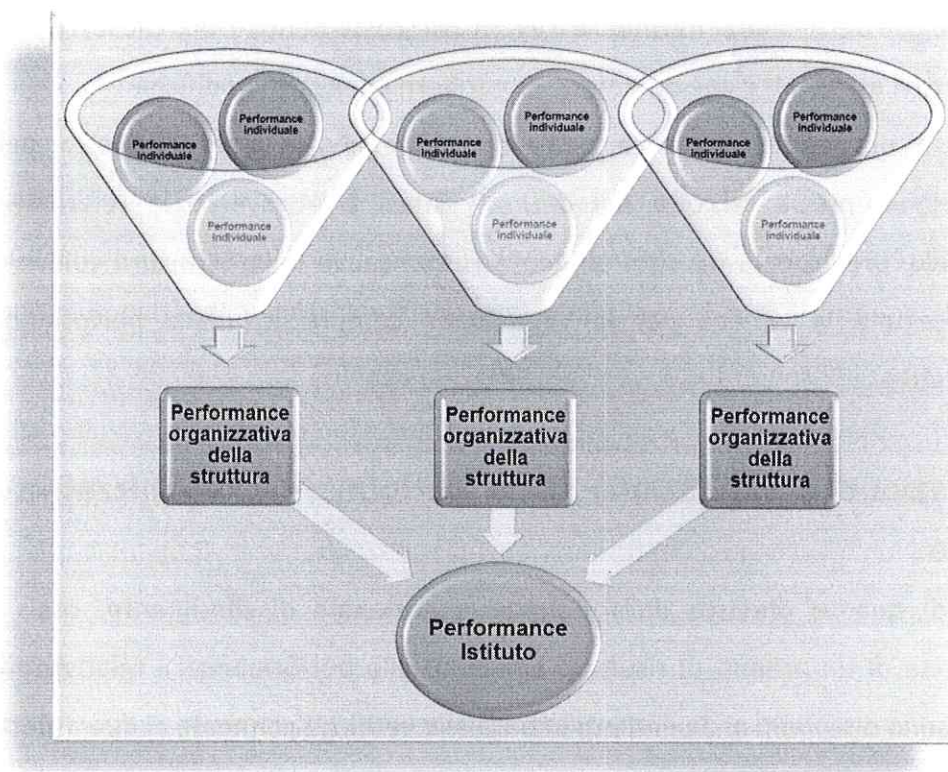 Performance
individuale
Performance
individuale
Performance
individuale
Performance
individuale
Performance
individuale
Performance
individuale
Performance
individuale
Performance
individuale
Performance
individuale
Performance
organizzativa
della
struttura
Performance
organizzativa
della
struttura
Performance
organizzativa
della
struttura
Performance
Istituto